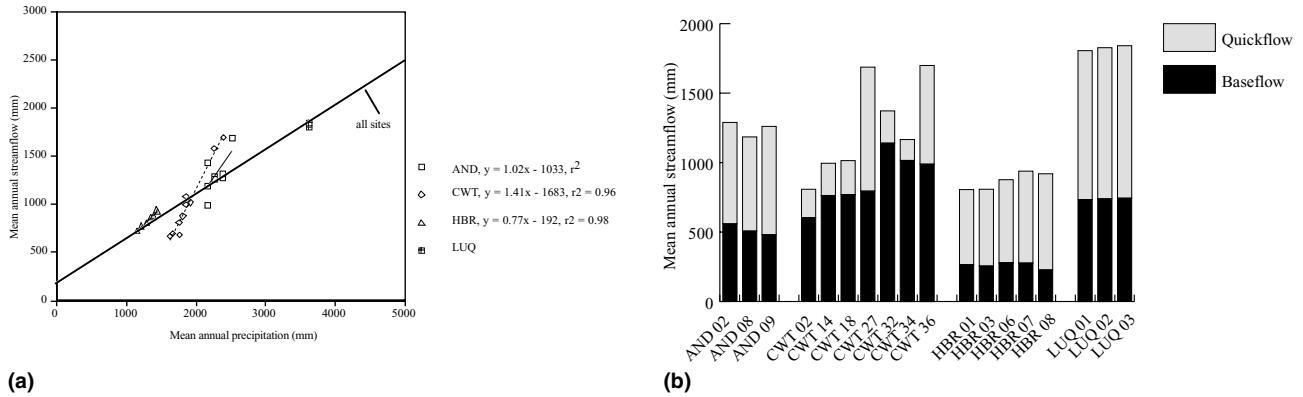 3000
2500
2000
1500
1000
500
0
0
1000
2000
3000
4000
5000
Mean annual streamflow (mm)
Mean annual precipitation (mm)
all sites
AND, y = 1.02x - 1033, r2
CWT, y = 1.41x - 1683, r2 = 0.96
HBR, y = 0.77x - 192, r2 = 0.98
LUQ
(a)
2000
1500
1000
500
0
Mean annual streamflow (mm)
Quickflow
Baseflow
AND 02
AND 08
AND 09
CWT 02
CWT 14
CWT 18
CWT 27
CWT 32
CWT 34
CWT 36
HBR 01
HBR 03
HBR 06
HBR 07
HBR 08
LUQ 01
LUQ 02
LUQ 03
(b)